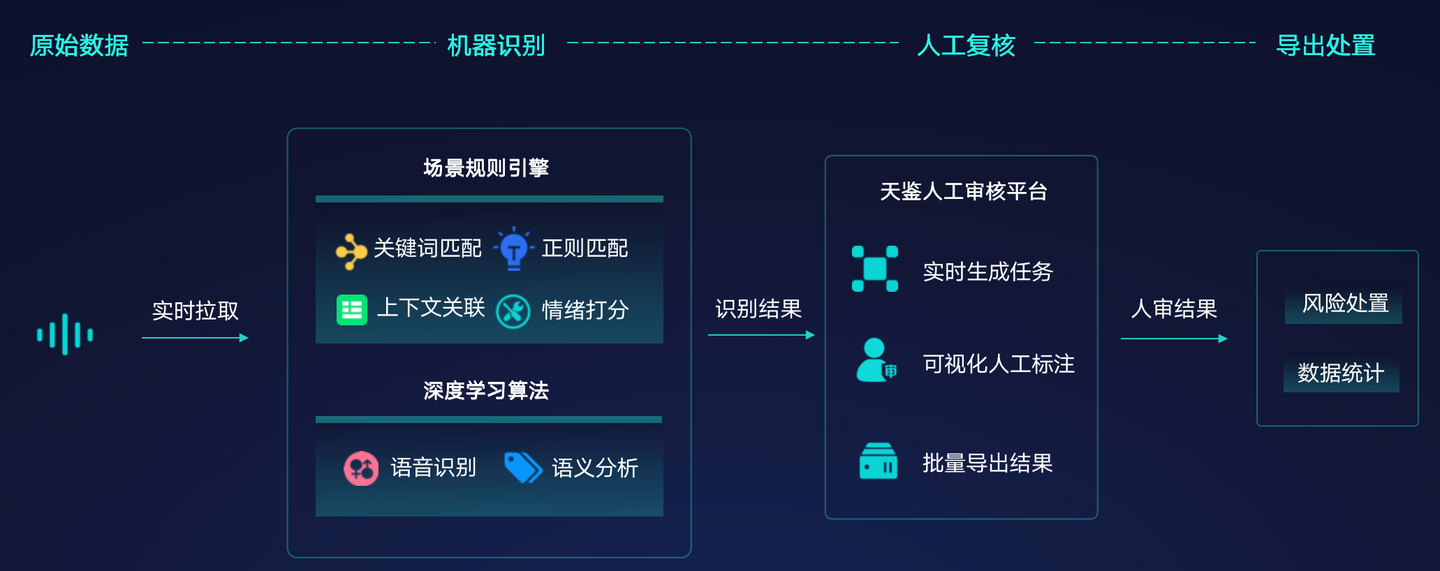 原始数据
机器识别
人工复核
导出处置
实时拉取
场景规则引擎
关键词匹配
正则匹配
上下文关联
情绪打分
深度学习算法
语音识别
语义分析
识别结果
天鉴人工审核平台
实时生成任务
审
可视化人工标注
批量导出结果
人审结果
风险处置
数据统计